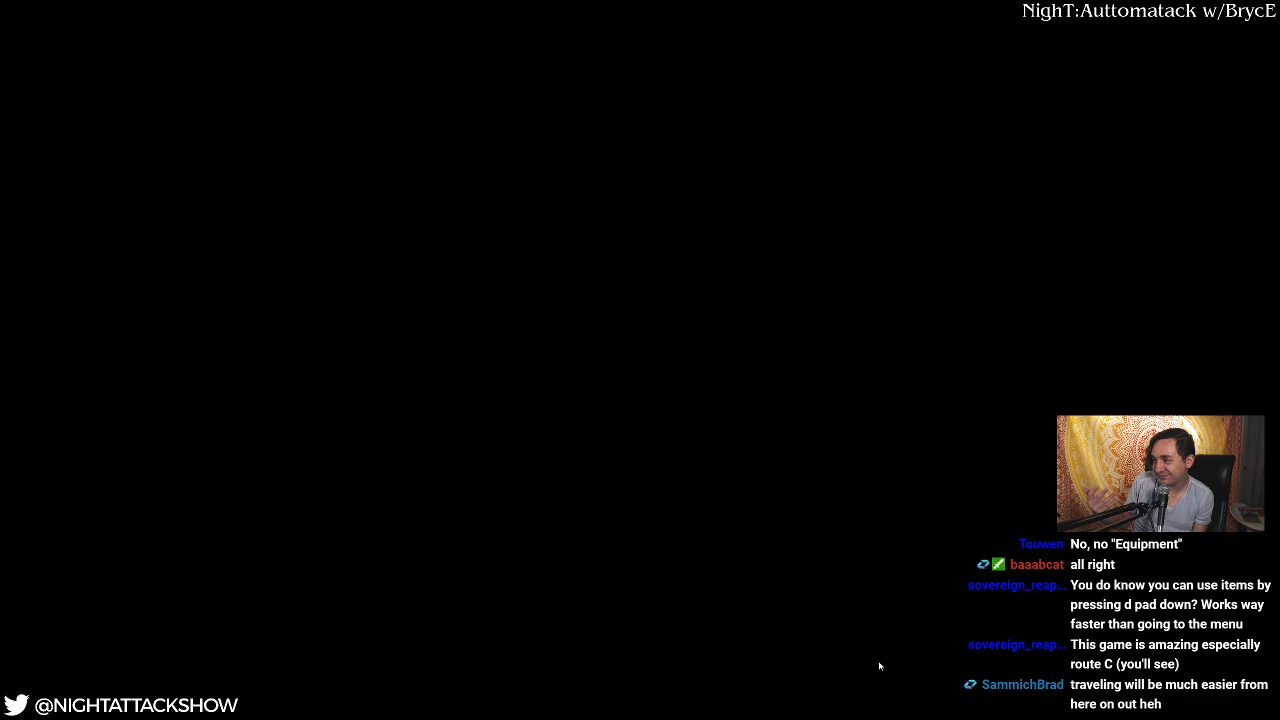 NighT:Auttomatack w/BrycE
Touwen No, no "Equipment"
baaabcat all right
sovereign_reap... You do know you can use items by
pressing d pad down? Works way
faster than going to the menu
sovereign_reap... This game is amazing especially
route C (you'll see)
SammichBrad traveling will be much easier from
here on out heh
@NIGHTATTACKSHOW